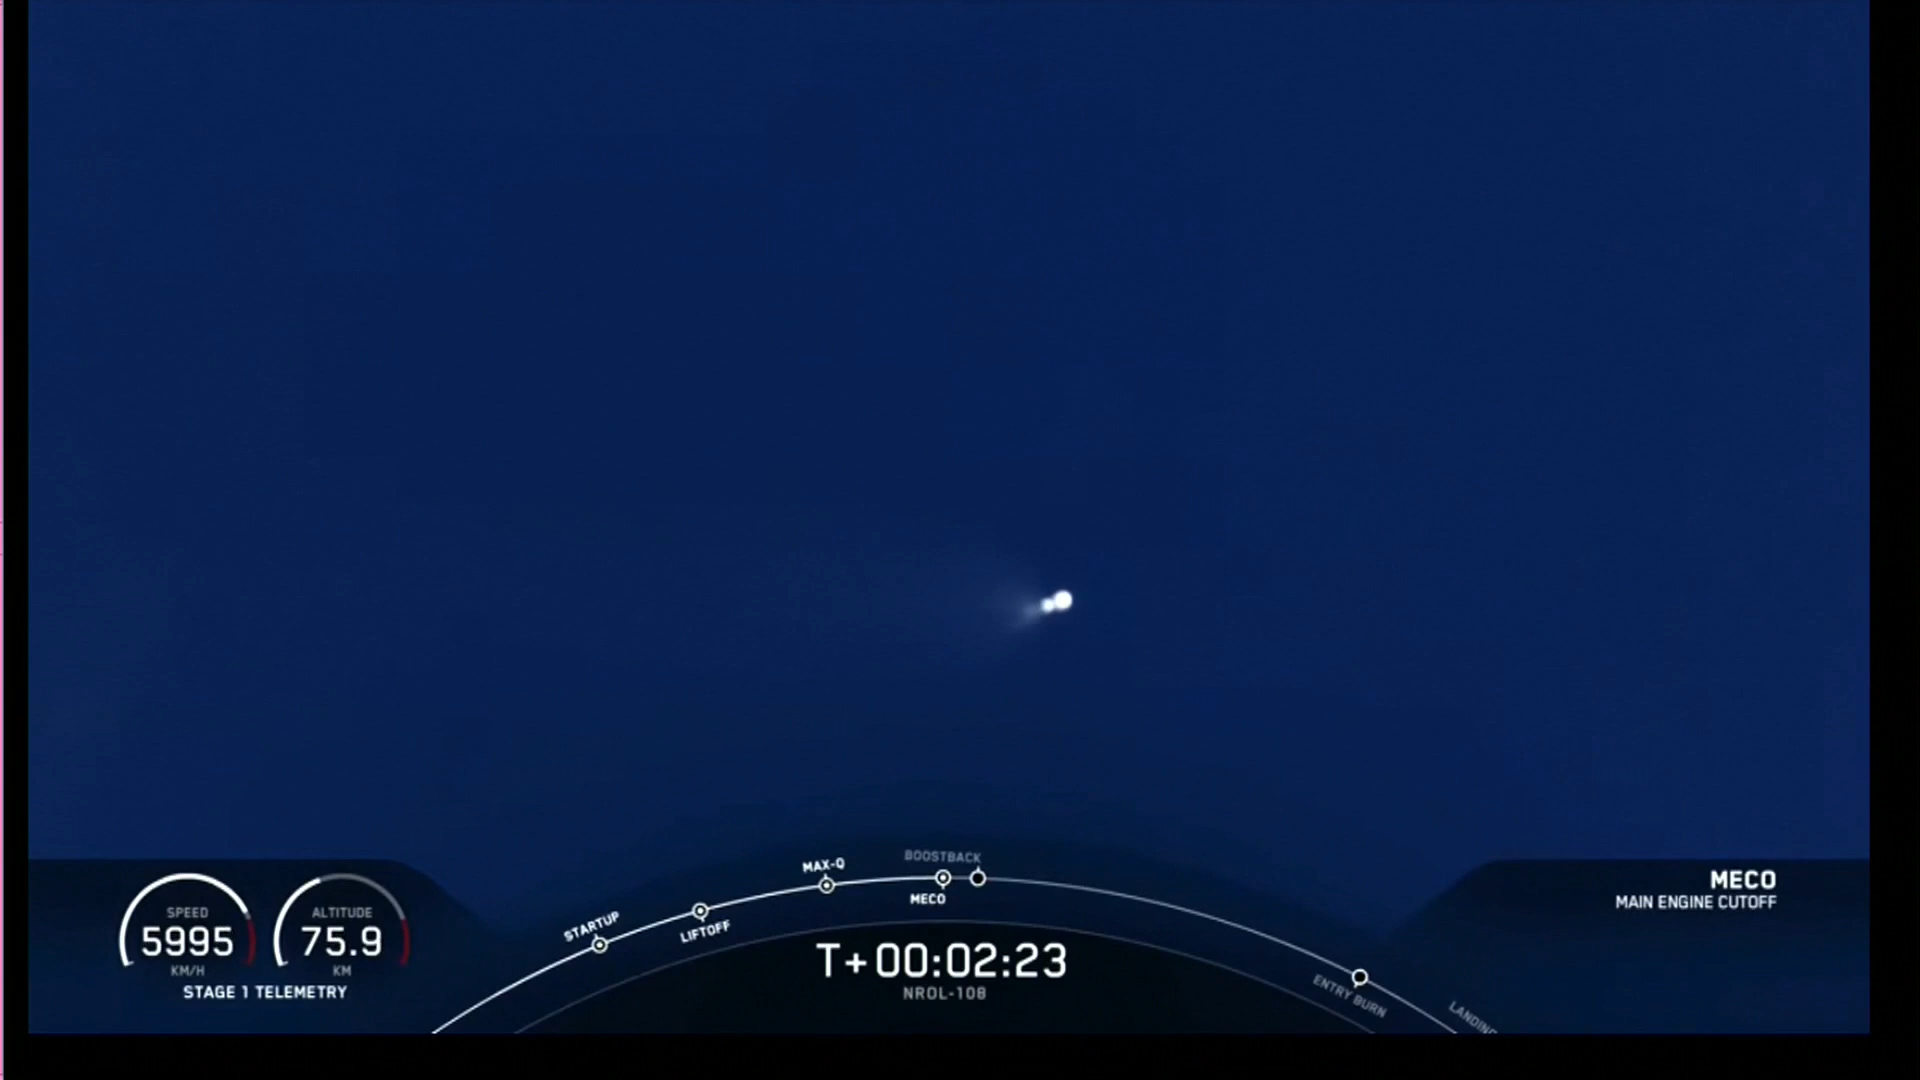 SPEED
5995
KM/H
ALTITUDE
75.9
KM
STAGE 1 TELEMETRY
STARTUP
LIFTOFF
MAX-Q
MECO
BOOSTBACK
ENTRY BURN
LANDING
T+00:02:23
NROL-108
MECO
MAIN ENGINE CUTOFF